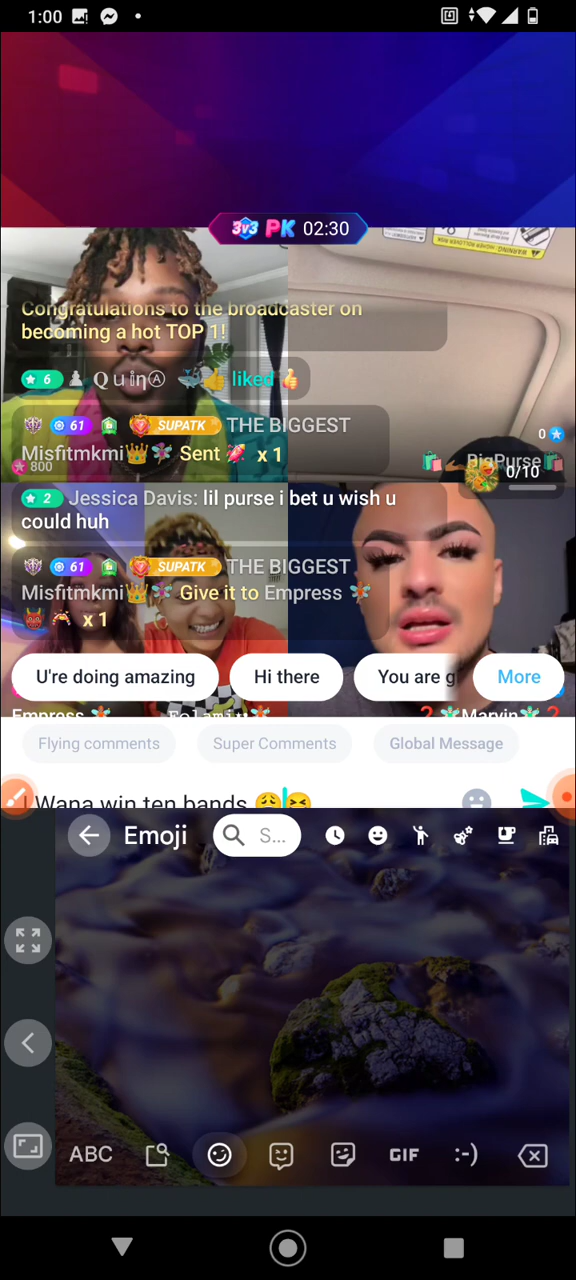 1:00
3v3 PK 02:30
Congratulations to the broadcaster on
becoming a hot TOP 1!
6 Q u iηⒶ liked
61 SUPATK THE BIGGEST
Misfitmkmi👑🧚 Sent 💘 x 1
800
0
BigPurse🛍
0/10
2 Jessica Davis: lil purse i bet u wish u
could huh
61 SUPATK THE BIGGEST
Misfitmkmi👑🧚 Give it to Empress 🧚
👹 x 1
U're doing amazing
Hi there
You are g
More
Empress 🧚
Folami
❓🧚Marvin🧚❓
Flying comments
Super Comments
Global Message
I Wana win ten bands 😩😆
Emoji
S...
ABC
GIF
:-)